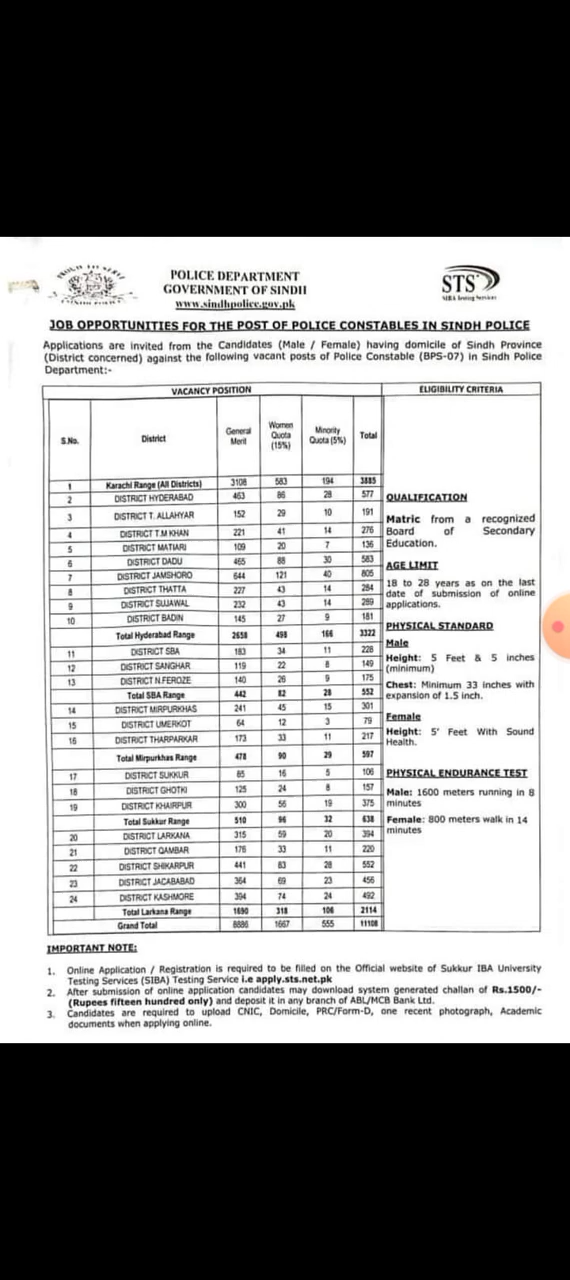 POLICE DEPARTMENT
GOVERNMENT OF SINDH
www.sindhpolice.gov.pk
STS
SIBA Testing Services
JOB OPPORTUNITIES FOR THE POST OF POLICE CONSTABLES IN SINDH POLICE
Applications are invited from the Candidates (Male / Female) having domicile of Sindh Province
(District concerned) against the following vacant posts of Police Constable (BPS-07) in Sindh Police
Department:-
VACANCY POSITION
S.No. District General Merit Women Quota (15%) Minority Quota (5%) Total
1 Karachi Range (All Districts) 3108 583 194 3885
2 DISTRICT HYDERABAD 463 86 28 577
3 DISTRICT T. ALLAHYAR 152 29 10 191
4 DISTRICT T.M KHAN 221 41 14 276
5 DISTRICT MATIARI 109 20 7 136
6 DISTRICT DADU 465 88 30 583
7 DISTRICT JAMSHORO 644 121 40 805
8 DISTRICT THATTA 227 43 14 284
9 DISTRICT SUJAWAL 232 43 14 289
10 DISTRICT BADIN 145 27 9 181
Total Hyderabad Range 2658 498 166 3322
11 DISTRICT SBA 183 34 11 228
12 DISTRICT SANGHAR 119 22 8 149
13 DISTRICT N.FEROZE 140 26 9 175
Total SBA Range 442 82 28 552
14 DISTRICT MIRPURKHAS 241 45 15 301
15 DISTRICT UMERKOT 64 12 3 79
16 DISTRICT THARPARKAR 173 33 11 217
Total Mirpurkhas Range 478 90 29 597
17 DISTRICT SUKKUR 85 16 5 106
18 DISTRICT GHOTKI 125 24 8 157
19 DISTRICT KHAIRPUR 300 56 19 375
Total Sukkur Range 510 96 32 638
20 DISTRICT LARKANA 315 59 20 394
21 DISTRICT QAMBAR 176 33 11 220
22 DISTRICT SHIKARPUR 441 83 28 552
23 DISTRICT JACABABAD 364 69 23 456
24 DISTRICT KASHMORE 394 74 24 492
Total Larkana Range 1690 318 106 2114
Grand Total 8886 1667 555 11108
ELIGIBILITY CRITERIA
QUALIFICATION
Matric from a recognized
Board of Secondary
Education.
AGE LIMIT
18 to 28 years as on the last
date of submission of online
applications.
PHYSICAL STANDARD
Male
Height: 5 Feet & 5 inches
(minimum)
Chest: Minimum 33 inches with
expansion of 1.5 inch.
Female
Height: 5' Feet With Sound
Health.
PHYSICAL ENDURANCE TEST
Male: 1600 meters running in 8
minutes
Female: 800 meters walk in 14
minutes
IMPORTANT NOTE:
1. Online Application / Registration is required to be filled on the Official website of Sukkur IBA University
Testing Services (SIBA) Testing Service i.e apply.sts.net.pk
2. After submission of online application candidates may download system generated challan of Rs.1500/-
(Rupees fifteen hundred only) and deposit it in any branch of ABL/MCB Bank Ltd.
3. Candidates are required to upload CNIC, Domicile, PRC/Form-D, one recent photograph, Academic
documents when applying online.